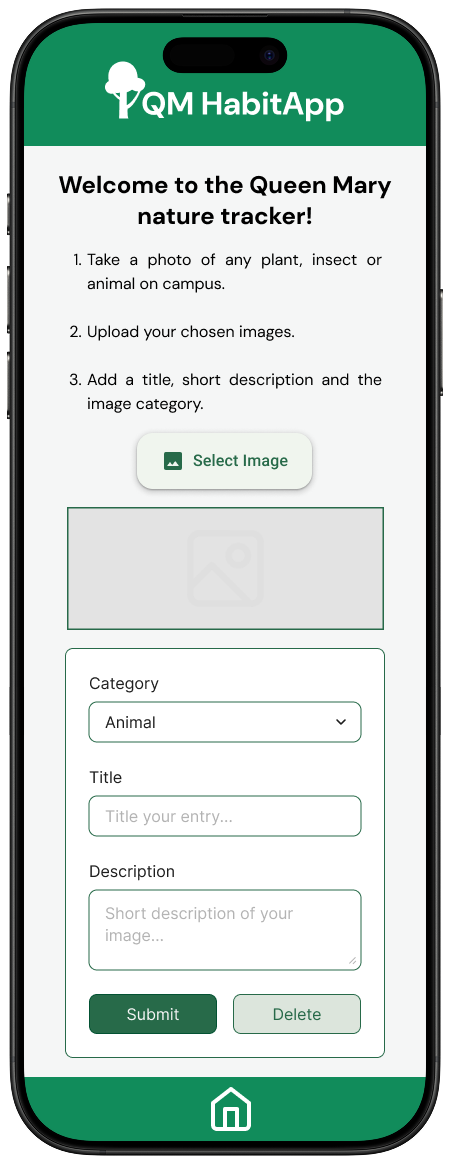 QM HabitApp
Welcome to the Queen Mary
nature tracker!
1. Take a photo of any plant, insect or
animal on campus.
2. Upload your chosen images.
3. Add a title, short description and the
image category.
Select Image
Category
Animal
Title
Title your entry...
Description
Short description of your
image...
Submit
Delete